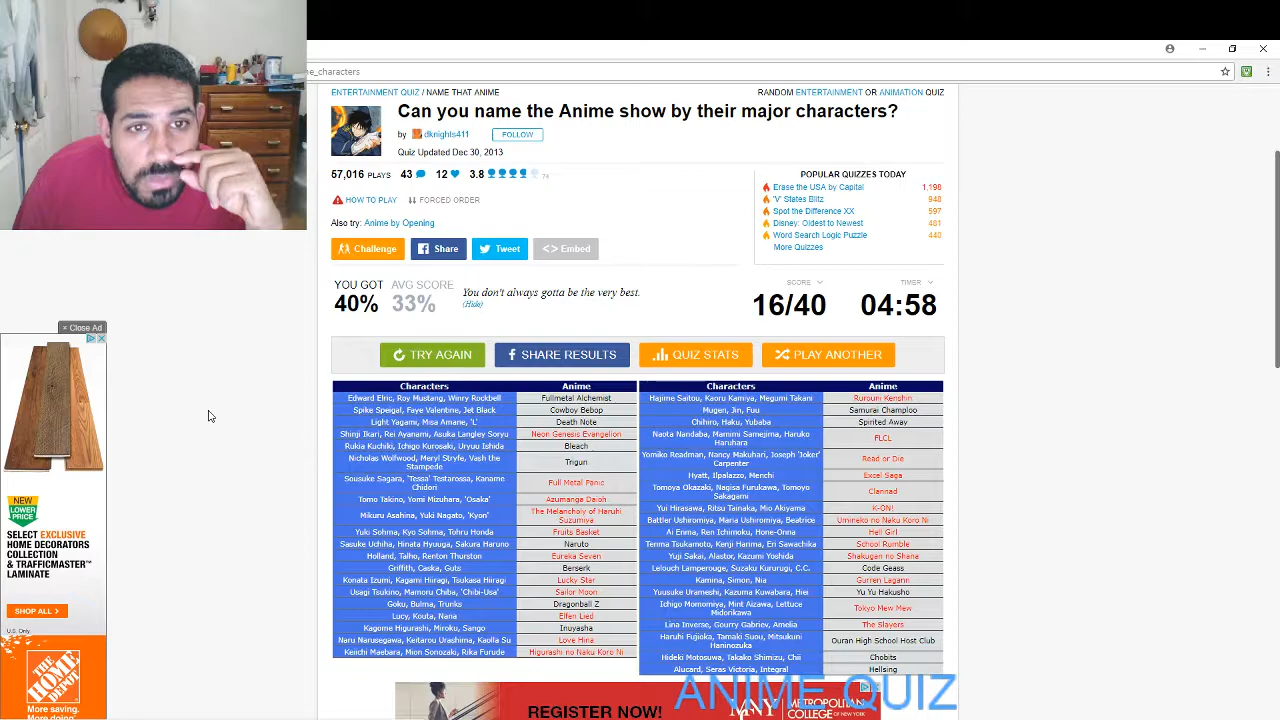 e_characters
ENTERTAINMENT QUIZ / NAME THAT ANIME
RANDOM ENTERTAINMENT OR ANIMATION QUIZ
Can you name the Anime show by their major characters?
by dknights411 FOLLOW
Quiz Updated Dec 30, 2013
57,016 PLAYS 43 12 3.8 74
HOW TO PLAY FORCED ORDER
Also try: Anime by Opening
Challenge Share Tweet <> Embed
POPULAR QUIZZES TODAY
Erase the USA by Capital 1,198
'V' States Blitz 948
Spot the Difference XX 597
Disney: Oldest to Newest 481
Word Search Logic Puzzle 440
More Quizzes
YOU GOT AVG SCORE
40% 33%
You don't always gotta be the very best.
(Hide)
SCORE TIMER
16/40 04:58
TRY AGAIN SHARE RESULTS QUIZ STATS PLAY ANOTHER
Characters Anime
Edward Elric, Roy Mustang, Winry Rockbell Fullmetal Alchemist
Spike Speigal, Faye Valentine, Jet Black Cowboy Bebop
Light Yagami, Misa Amane, 'L' Death Note
Shinji Ikari, Rei Ayanami, Asuka Langley Soryu Neon Genesis Evangelion
Rukia Kuchiki, Ichigo Kurosaki, Uryuu Ishida Bleach
Nicholas Wolfwood, Meryl Stryfe, Vash the
Stampede Trigun
Sousuke Sagara, 'Tessa' Testarossa, Kaname
Chidori Full Metal Panic
Tomo Takino, Yomi Mizuhara, 'Osaka' Azumanga Daioh
Mikuru Asahina, Yuki Nagato, 'Kyon' The Melancholy of Haruhi
Suzumiya
Yuki Sohma, Kyo Sohma, Tohru Honda Fruits Basket
Sasuke Uchiha, Hinata Hyuuga, Sakura Haruno Naruto
Holland, Talho, Renton Thurston Eureka Seven
Griffith, Caska, Guts Berserk
Konata Izumi, Kagami Hiiragi, Tsukasa Hiiragi Lucky Star
Usagi Tsukino, Mamoru Chiba, 'Chibi-Usa' Sailor Moon
Goku, Bulma, Trunks Dragonball Z
Lucy, Kouta, Nana Elfen Lied
Kagome Higurashi, Miroku, Sango Inuyasha
Naru Narusegawa, Keitarou Urashima, Kaolla Su Love Hina
Keiichi Maebara, Mion Sonozaki, Rika Furude Higurashi no Naku Koro Ni
Characters Anime
Hajime Saitou, Kaoru Kamiya, Megumi Takani Rurouni Kenshin
Mugen, Jin, Fuu Samurai Champloo
Chihiro, Haku, Yubaba Spirited Away
Naota Nandaba, Mamimi Samejima, Haruko
Haruhara FLCL
Yomiko Readman, Nancy Makuhari, Joseph 'Joker'
Carpenter Read or Die
Hyatt, Ilpalazzo, Menchi Excel Saga
Tomoya Okazaki, Nagisa Furukawa, Tomoyo
Sakagami Clannad
Yui Hirasawa, Ritsu Tainaka, Mio Akiyama K-ON!
Battler Ushiromiya, Maria Ushiromiya, Beatrice Umineko no Naku Koro Ni
Ai Enma, Ren Ichimoku, Hone-Onna Hell Girl
Tenma Tsukamoto, Kenji Harima, Eri Sawachika School Rumble
Yuji Sakai, Alastor, Kazumi Yoshida Shakugan no Shana
Lelouch Lamperouge, Suzaku Kururugi, C.C. Code Geass
Kamina, Simon, Nia Gurren Lagann
Yuusuke Urameshi, Kazuma Kuwabara, Hiei Yu Yu Hakusho
Ichigo Momomiya, Mint Aizawa, Lettuce
Midorikawa Tokyo Mew Mew
Lina Inverse, Gourry Gabriev, Amelia The Slayers
Haruhi Fujioka, Tamaki Suou, Mitsukuni
Haninozuka Ouran High School Host Club
Hideki Motosuwa, Takako Shimizu, Chii Chobits
Alucard, Seras Victoria, Integral Hellsing
× Close Ad
NEW
LOWER
PRICE
SELECT EXCLUSIVE
HOME DECORATORS
COLLECTION
& TRAFFICMASTER™
LAMINATE
SHOP ALL >
U.S. Only.
THE
HOME
DEPOT
More saving.
More doing.
REGISTER NOW!
MCNY
METROPOLITAN
COLLEGE OF NEW YORK
ANIME QUIZ